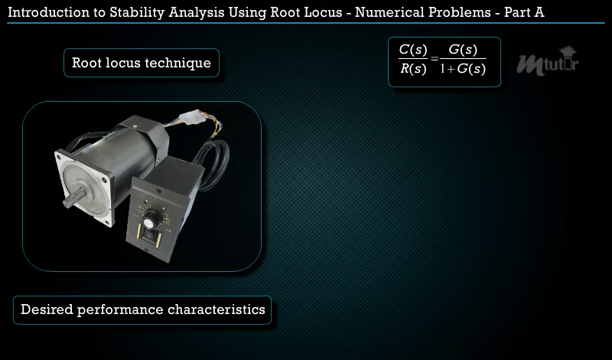 Introduction to Stability Analysis Using Root Locus - Numerical Problems - Part A
Root locus technique
C(s)/R(s) = G(s)/1+G(s)
mtutor
Desired performance characteristics